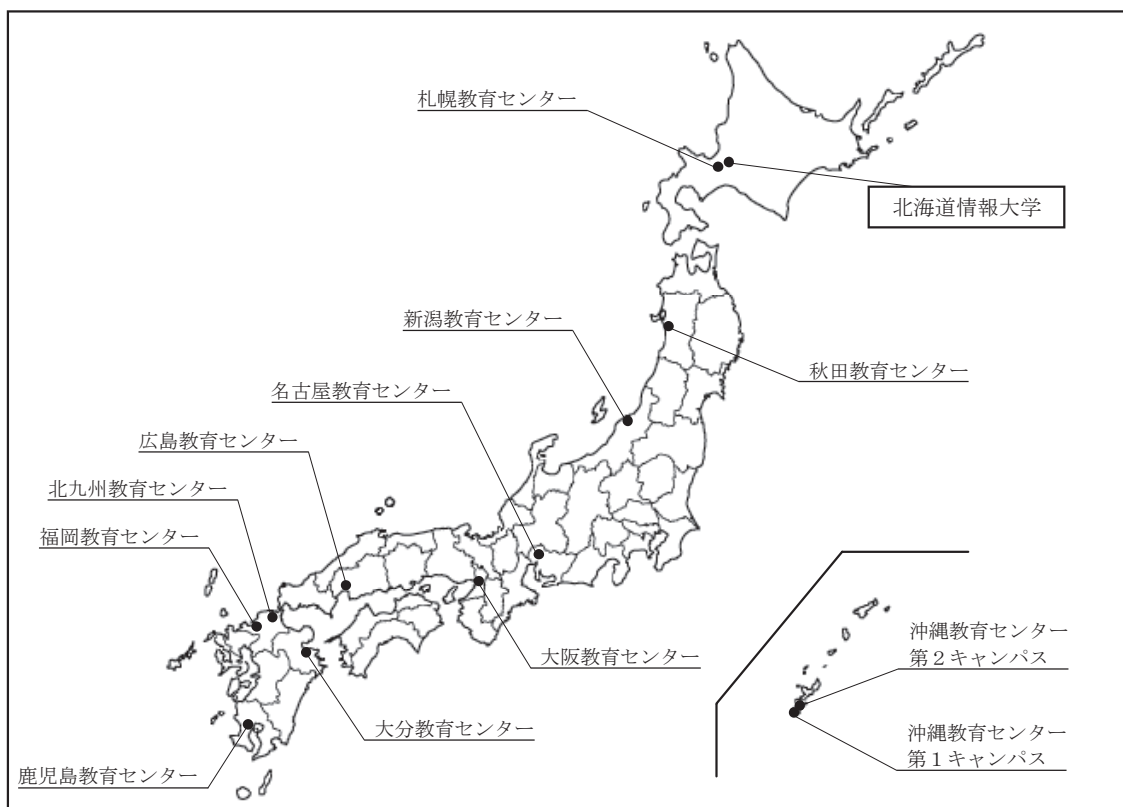 札幌教育センター
北海道情報大学
新潟教育センター
秋田教育センター
名古屋教育センター
広島教育センター
北九州教育センター
福岡教育センター
大阪教育センター
大分教育センター
鹿児島教育センター
沖縄教育センター
第２キャンパス
沖縄教育センター
第１キャンパス